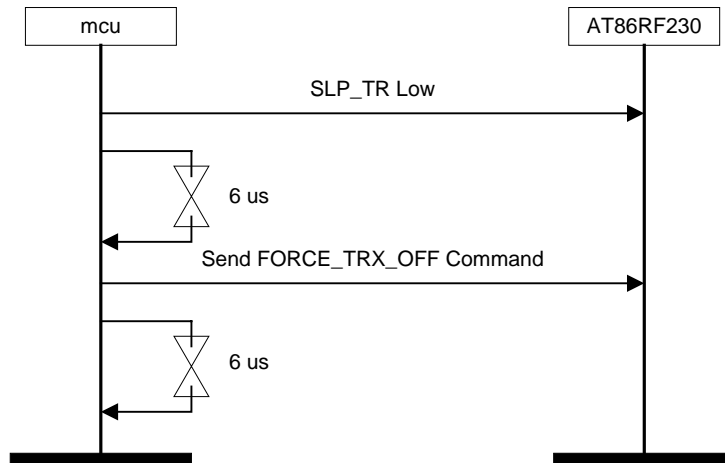 mcu
AT86RF230
SLP_TR Low
6 us
Send FORCE_TRX_OFF Command
6 us